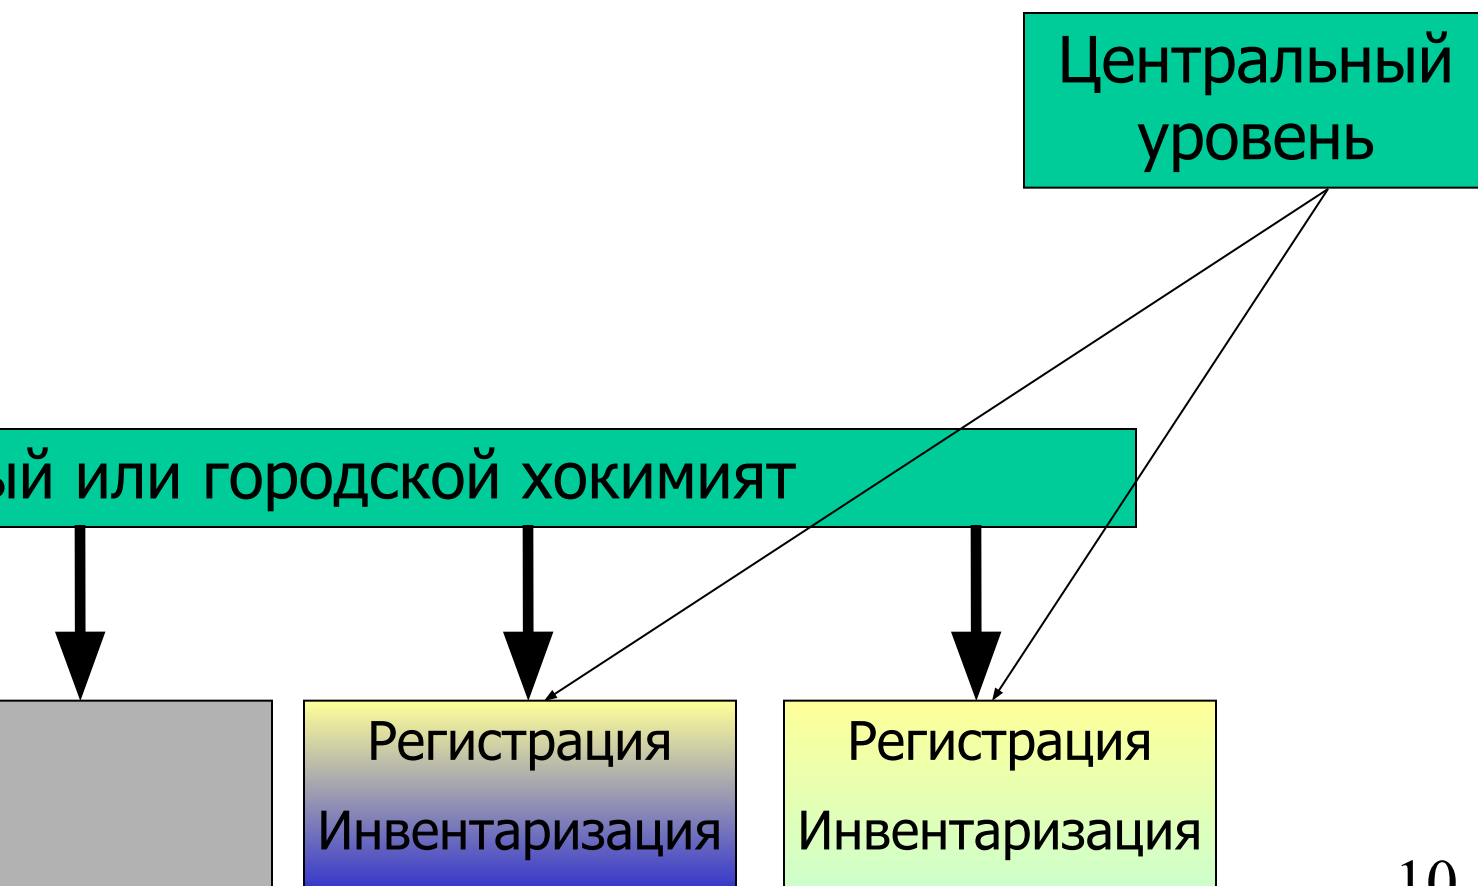 Центральный
уровень
ый или городской хокимият
Регистрация
Инвентаризация
Регистрация
Инвентаризация
10